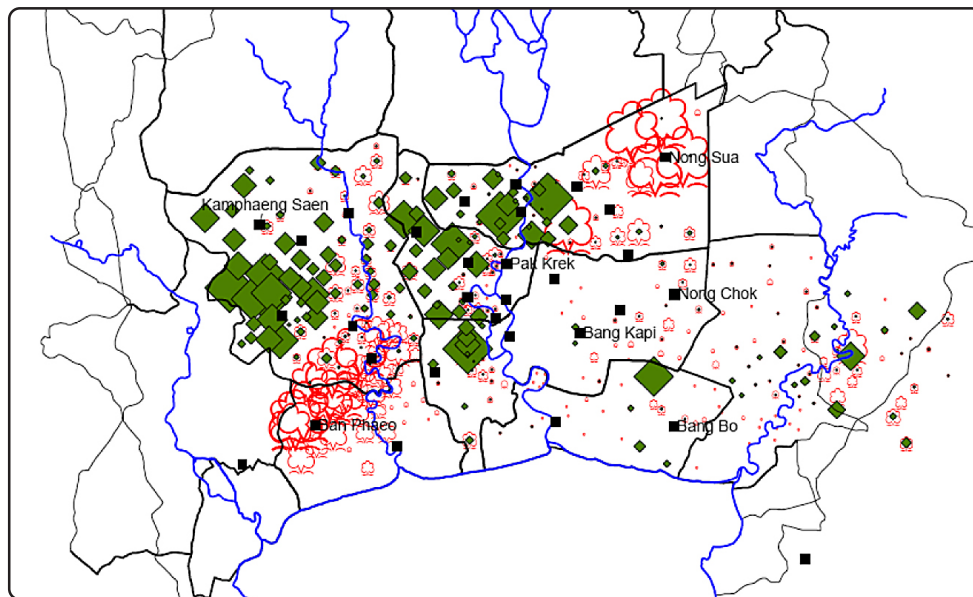 Nong Sua
Kamphaeng Saen
Pak Krek
Nong Chok
Bang Kapi
Ban Phaeo
Bang Bo